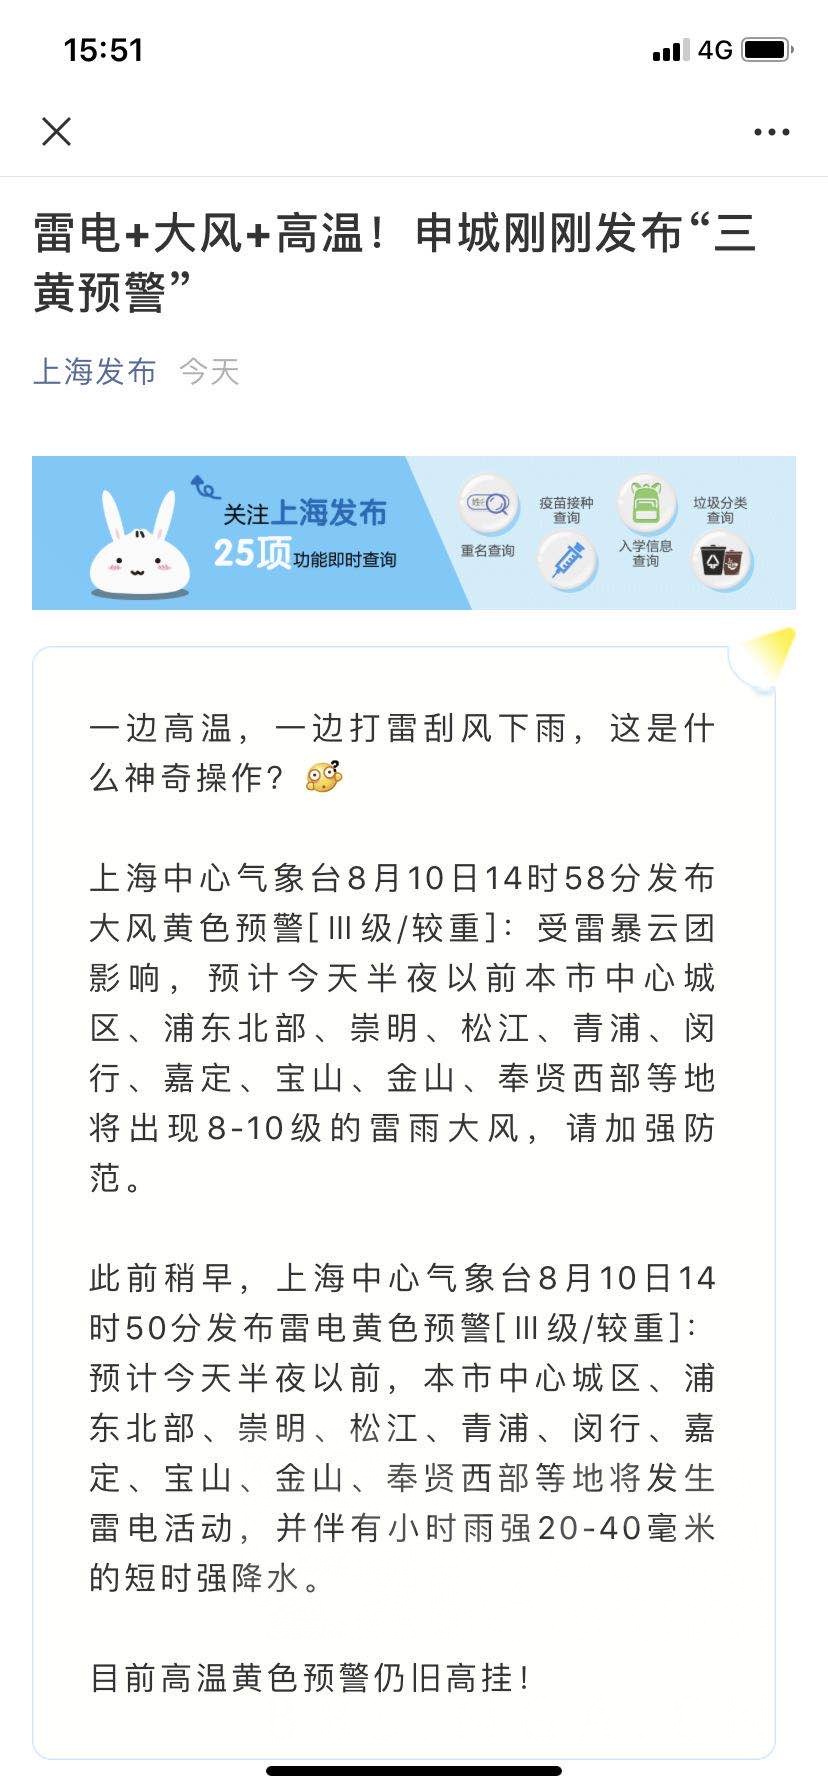 15:51
4G
雷电+大风+高温！申城刚刚发布“三
黄预警”
上海发布 今天
关注上海发布
25项功能即时查询
姓名
重名查询
疫苗接种
查询
入学信息
查询
垃圾分类
查询
一边高温，一边打雷刮风下雨，这是什
么神奇操作？
上海中心气象台8月10日14时58分发布
大风黄色预警[Ⅲ级/较重]：受雷暴云团
影响，预计今天半夜以前本市中心城
区、浦东北部、崇明、松江、青浦、闵
行、嘉定、宝山、金山、奉贤西部等地
将出现8-10级的雷雨大风，请加强防
范。
此前稍早，上海中心气象台8月10日14
时50分发布雷电黄色预警[Ⅲ级/较重]：
预计今天半夜以前，本市中心城区、浦
东北部、崇明、松江、青浦、闵行、嘉
定、宝山、金山、奉贤西部等地将发生
雷电活动，并伴有小时雨强20-40毫米
的短时强降水。
目前高温黄色预警仍旧高挂！